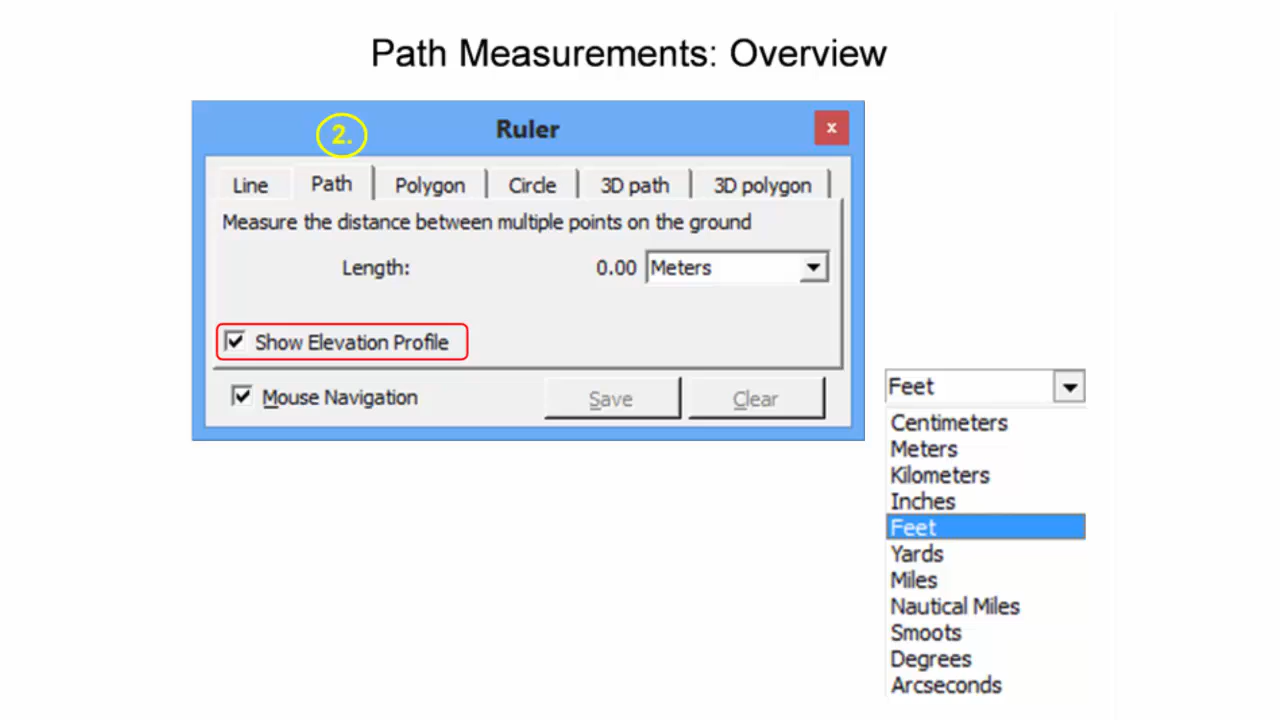 Path Measurements: Overview
2.
Ruler
x
Line Path Polygon Circle 3D path 3D polygon
Measure the distance between multiple points on the ground
Length: 0.00 Meters
Show Elevation Profile
Mouse Navigation Save Clear
Feet
Centimeters
Meters
Kilometers
Inches
Feet
Yards
Miles
Nautical Miles
Smoots
Degrees
Arcseconds